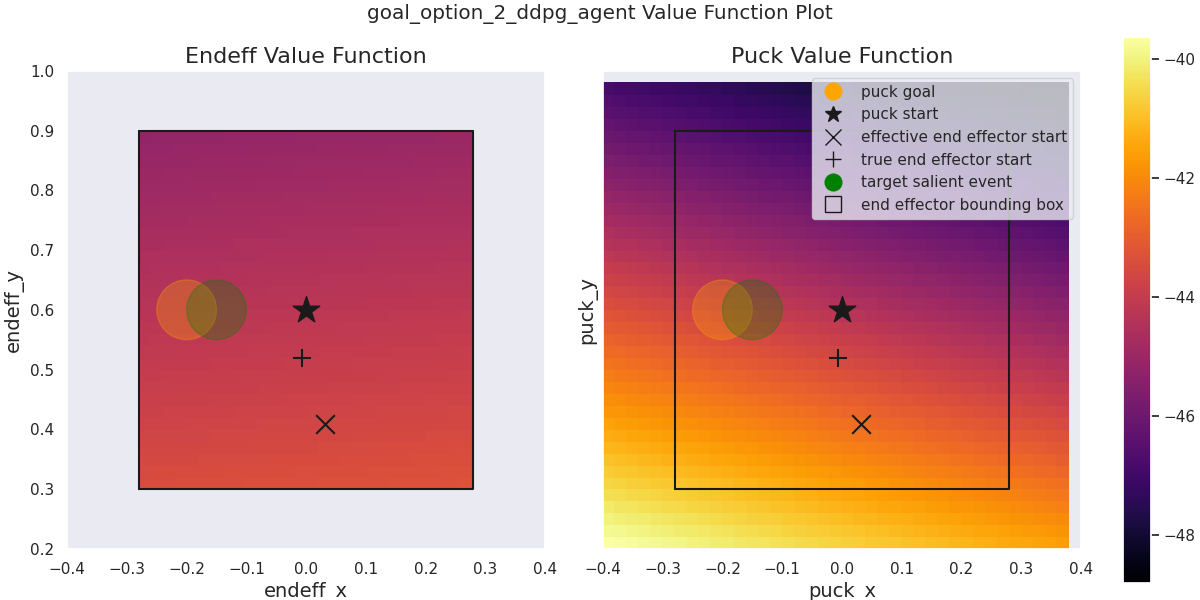 goal_option_2_ddpg_agent Value Function Plot
Endeff Value Function
Puck Value Function
1.0
0.9
0.8
0.7
0.6
0.5
0.4
0.3
0.2
endeff_y
−0.4 −0.3 −0.2 −0.1 0.0 0.1 0.2 0.3 0.4
endeff_x
puck_y
puck goal
puck start
effective end effector start
true end effector start
target salient event
end effector bounding box
−0.4 −0.3 −0.2 −0.1 0.0 0.1 0.2 0.3 0.4
puck_x
−40
−42
−44
−46
−48